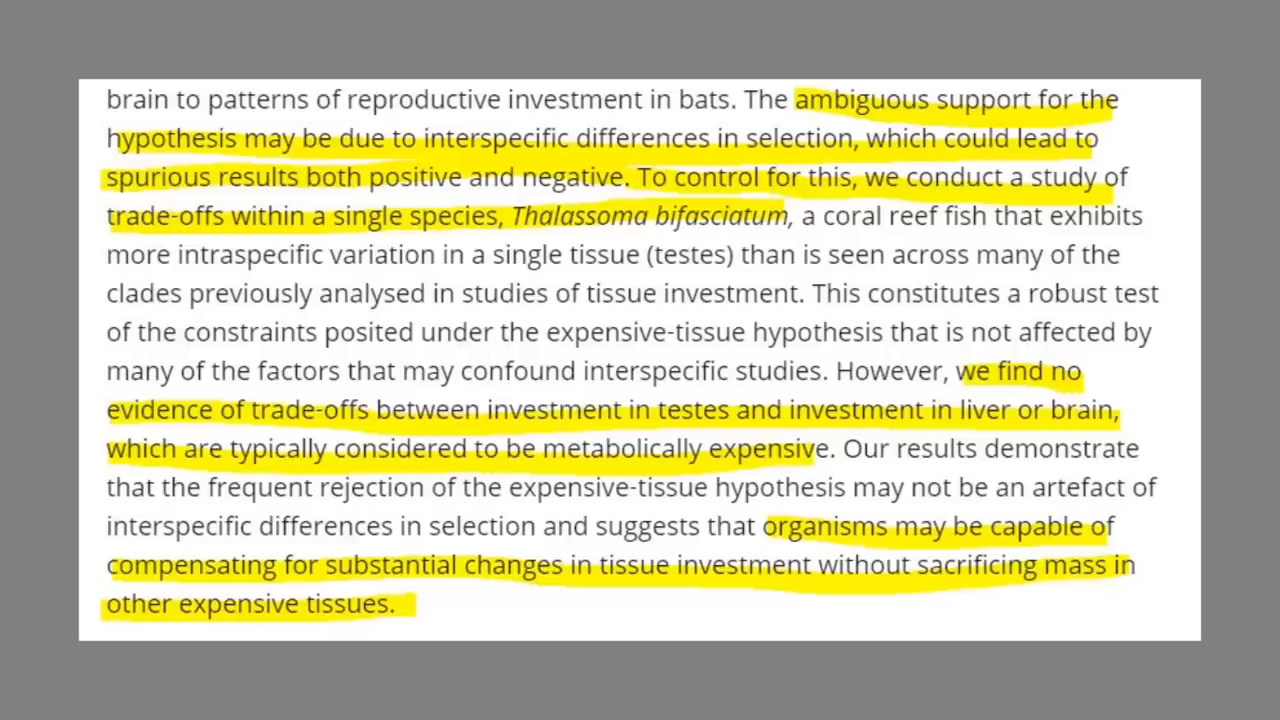 brain to patterns of reproductive investment in bats. The ambiguous support for the
hypothesis may be due to interspecific differences in selection, which could lead to
spurious results both positive and negative. To control for this, we conduct a study of
trade-offs within a single species, Thalassoma bifasciatum, a coral reef fish that exhibits
more intraspecific variation in a single tissue (testes) than is seen across many of the
clades previously analysed in studies of tissue investment. This constitutes a robust test
of the constraints posited under the expensive-tissue hypothesis that is not affected by
many of the factors that may confound interspecific studies. However, we find no
evidence of trade-offs between investment in testes and investment in liver or brain,
which are typically considered to be metabolically expensive. Our results demonstrate
that the frequent rejection of the expensive-tissue hypothesis may not be an artefact of
interspecific differences in selection and suggests that organisms may be capable of
compensating for substantial changes in tissue investment without sacrificing mass in
other expensive tissues.